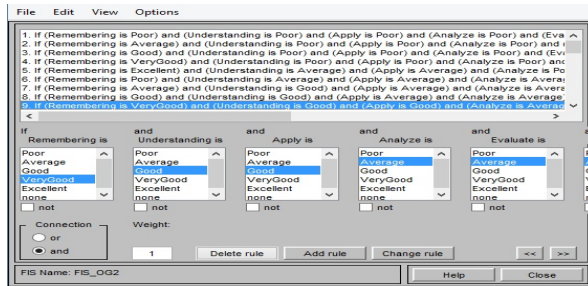 File Edit View Options
1. If (Remembering is Poor) and (Understanding is Poor) and (Apply is Poor) and (Analyze is Poor) and (Eva
2. If (Remembering is Average) and (Understanding is Poor) and (Apply is Poor) and (Analyze is Poor) and
3. If (Remembering is Good) and (Understanding is Poor) and (Apply is Poor) and (Analyze is Poor) and (Ev
4. If (Remembering is VeryGood) and (Understanding is Poor) and (Apply is Poor) and (Analyze is Poor) and
5. If (Remembering is Excellent) and (Understanding is Average) and (Apply is Average) and (Analyze is Po
6. If (Remembering is Poor) and (Understanding is Average) and (Apply is Average) and (Analyze is Averag
7. If (Remembering is Average) and (Understanding is Good) and (Apply is Average) and (Analyze is Avera
8. If (Remembering is Good) and (Understanding is Good) and (Apply is Average) and (Analyze is Average)
9. If (Remembering is VeryGood) and (Understanding is Good) and (Apply is Good) and (Analyze is Averag
If and and and and
Remembering is Understanding is Apply is Analyze is Evaluate is
Poor Poor Poor Poor Poor
Average Average Average Average Average
Good Good Good Good Good
VeryGood VeryGood VeryGood VeryGood VeryGood
Excellent Excellent Excellent Excellent Excellent
none none none none none
not not not not not
Connection Weight:
or
and 1 Delete rule Add rule Change rule << >>
FIS Name: FIS_OG2 Help Close